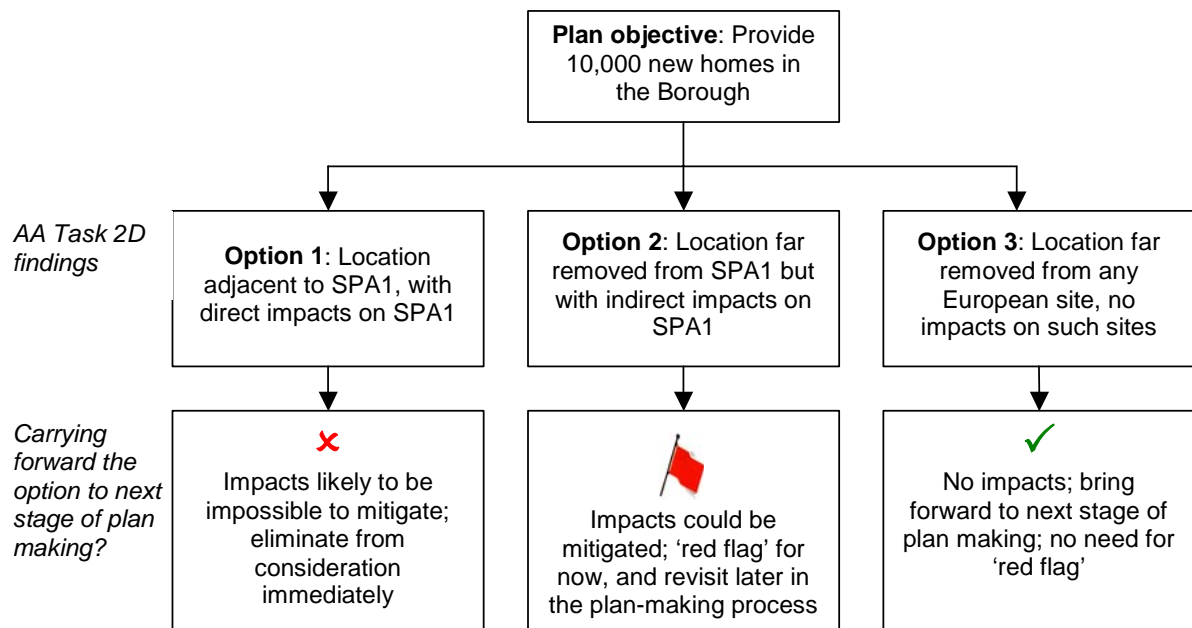 Plan objective: Provide
10,000 new homes in
the Borough
AA Task 2D
findings
Option 1: Location
adjacent to SPA1, with
direct impacts on SPA1
Option 2: Location far
removed from SPA1 but
with indirect impacts on
SPA1
Option 3: Location far
removed from any
European site, no
impacts on such sites
Carrying
forward the
option to next
stage of plan
making?
Impacts likely to be
impossible to mitigate;
eliminate from
consideration
immediately
Impacts could be
mitigated; ‘red flag’ for
now, and revisit later in
the plan-making process
No impacts; bring
forward to next stage of
plan making; no need for
‘red flag’